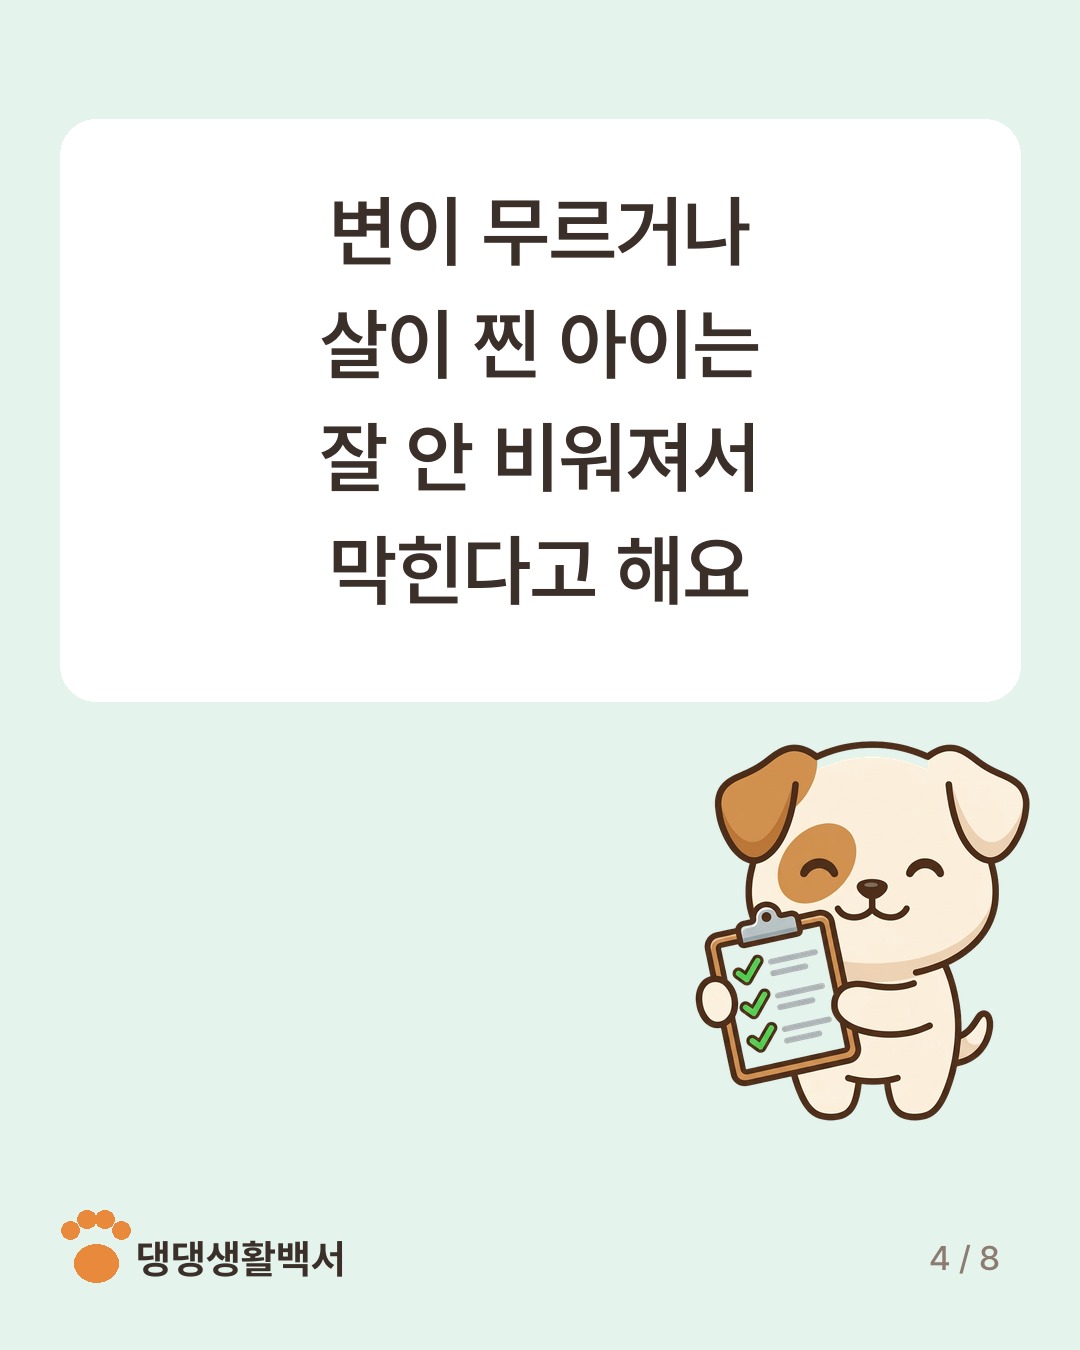 변이 무르거나
살이 찐 아이는
잘 안 비워져서
막힌다고 해요
댕댕생활백서
4 / 8